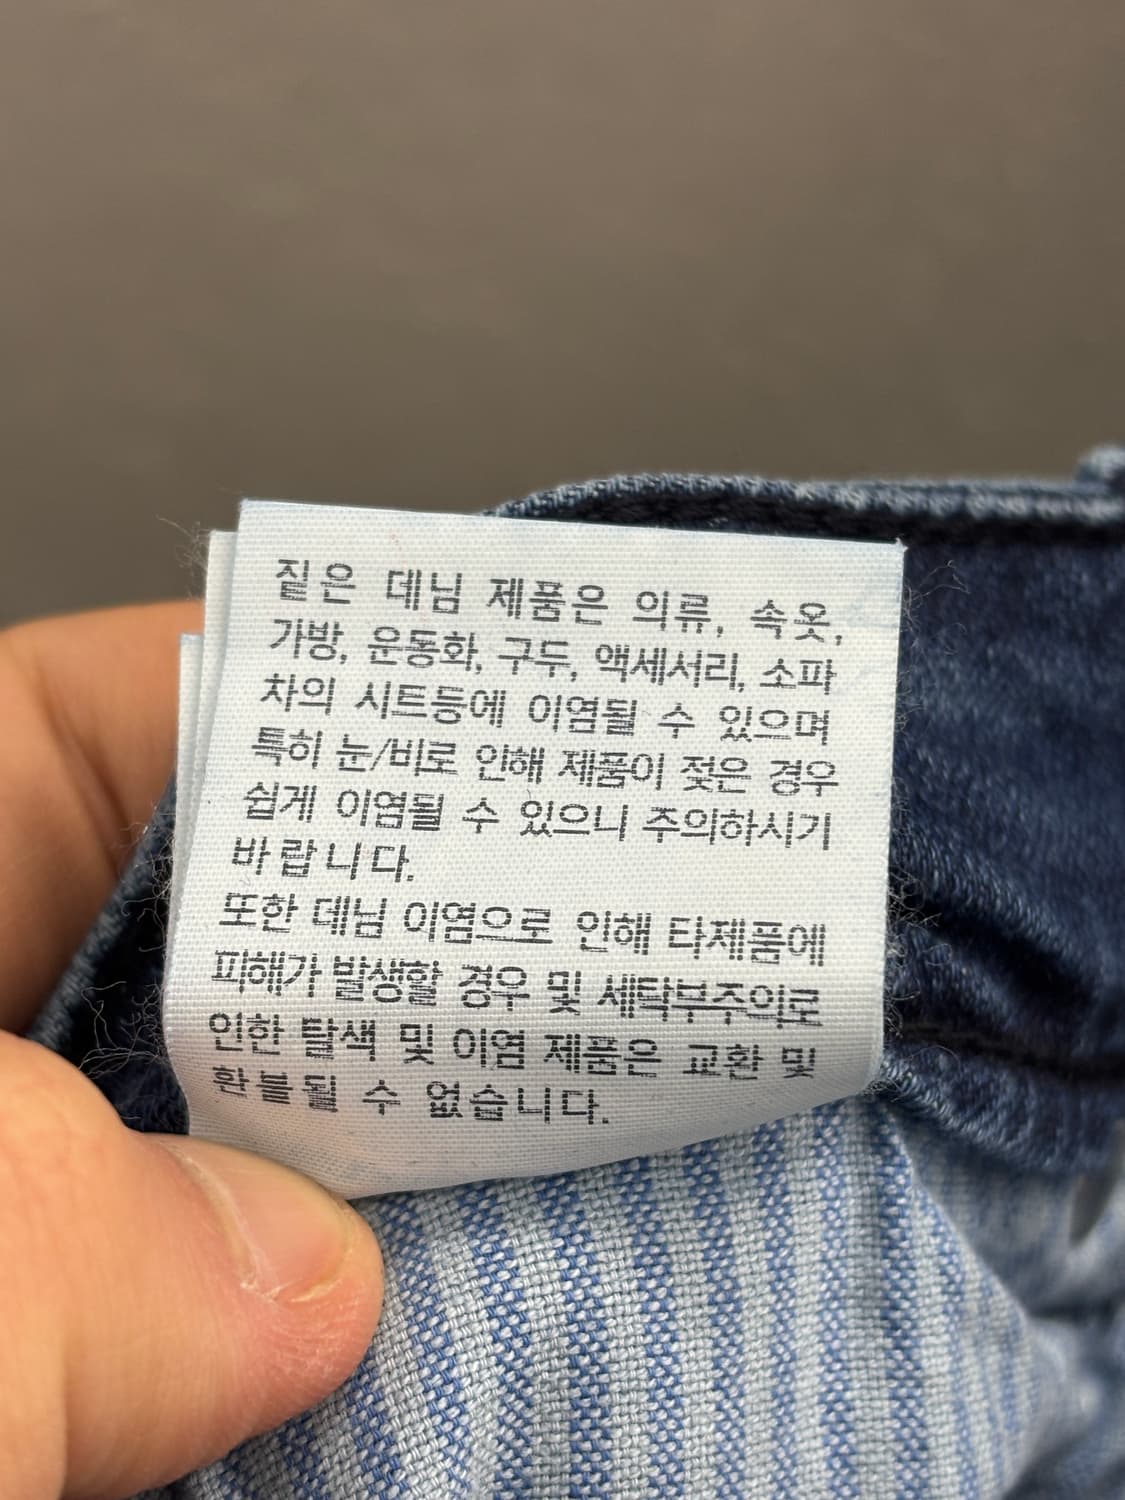 짙은 데님 제품은 의류, 속옷,
가방, 운동화, 구두, 액세서리, 소파
차의 시트등에 이염될 수 있으며
특히 눈/비로 인해 제품이 젖은 경우
쉽게 이염될 수 있으니 주의하시기
바랍니다.
또한 데님 이염으로 인해 타제품에
피해가 발생할 경우 및 세탁부주의로
인한 탈색 및 이염 제품은 교환 및
환불될 수 없습니다.